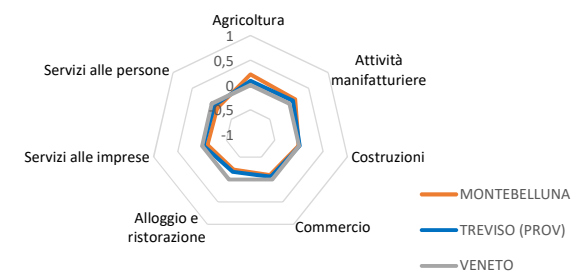 Agricoltura
1
0,5
0
0,5
-1
Attività
manifatturiere
Costruzioni
Commercio
Alloggio e
ristorazione
Servizi alle imprese
Servizi alle persone
MONTEBELLUNA
TREVISO (PROV)
VENETO